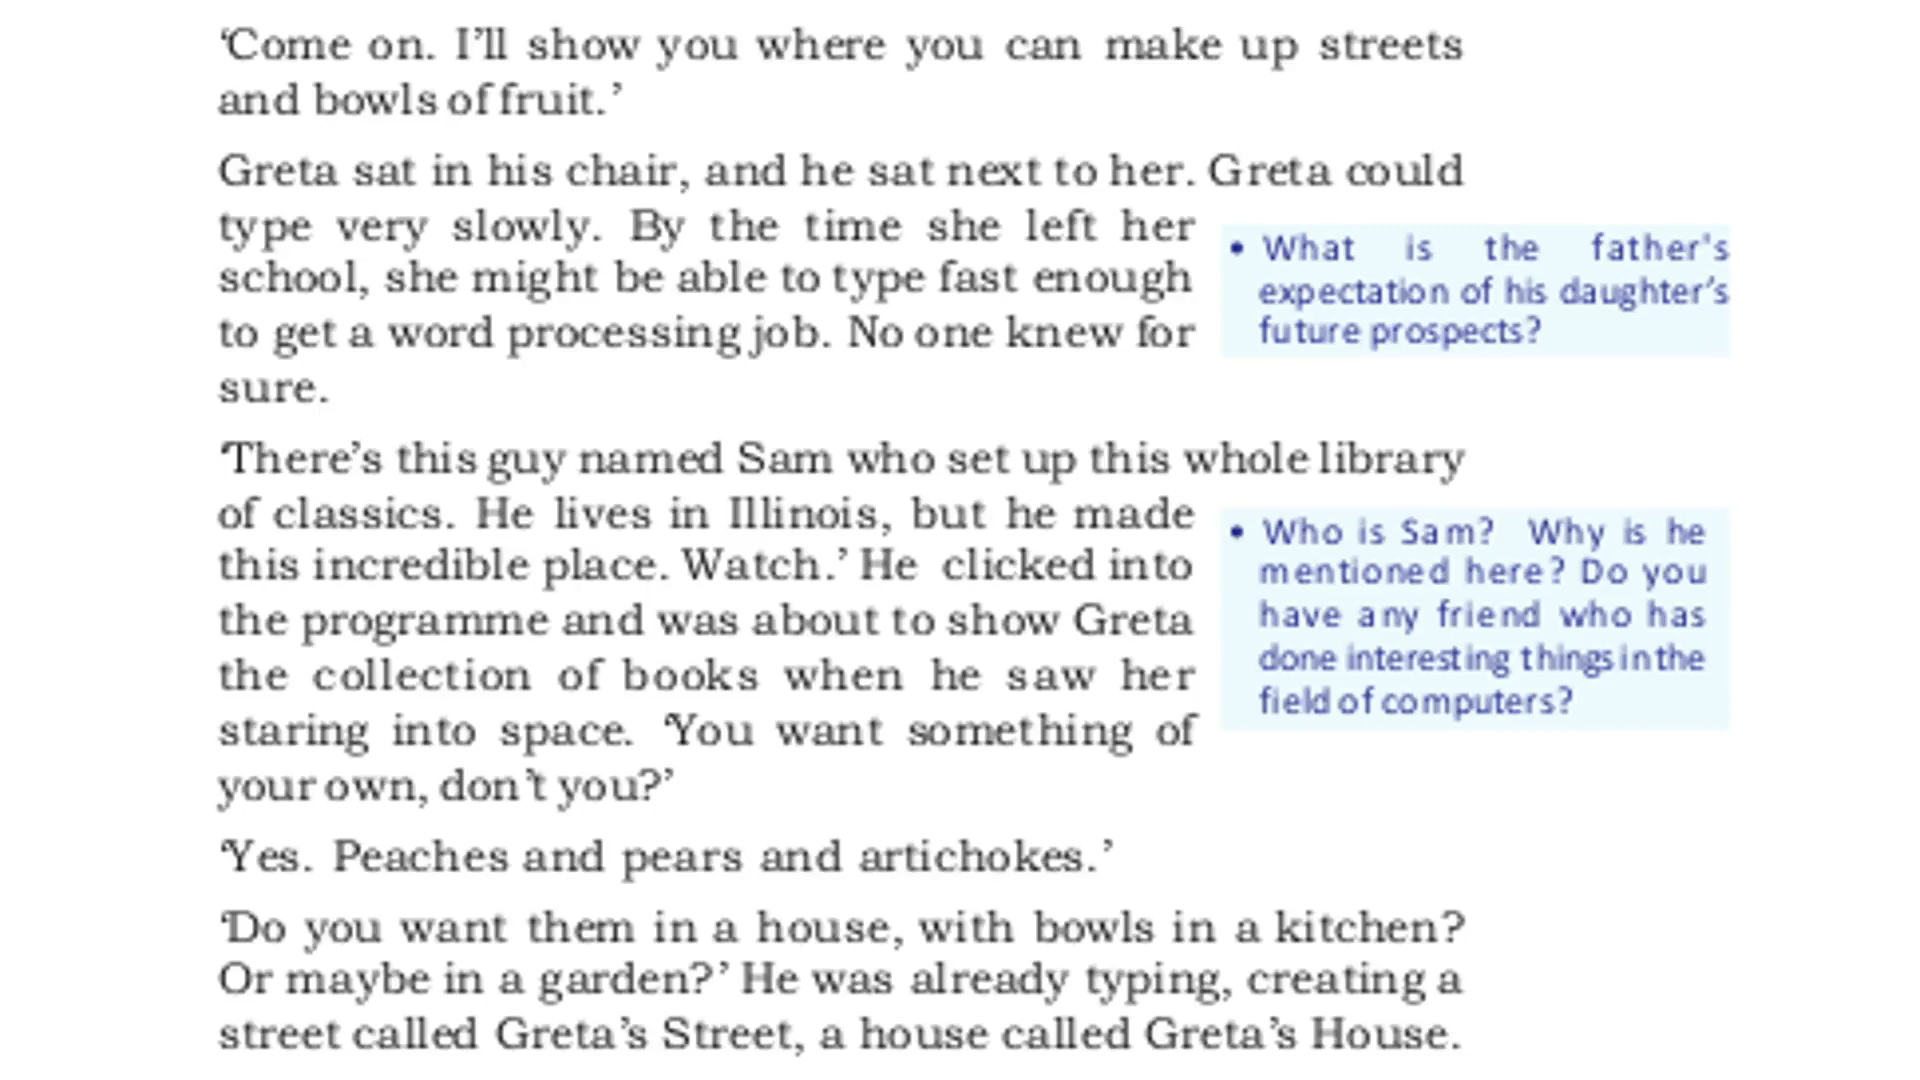 ‘Come on. I’ll show you where you can make up streets
and bowls of fruit.’
Greta sat in his chair, and he sat next to her. Greta could
type very slowly. By the time she left her
school, she might be able to type fast enough
to get a word processing job. No one knew for
sure.
• What is the father's
expectation of his daughter’s
future prospects?
‘There’s this guy named Sam who set up this whole library
of classics. He lives in Illinois, but he made
this incredible place. Watch.’ He clicked into
the programme and was about to show Greta
the collection of books when he saw her
staring into space. ‘You want something of
your own, don’t you?’
• Who is Sam? Why is he
mentioned here? Do you
have any friend who has
done interesting things in the
field of computers?
‘Yes. Peaches and pears and artichokes.’
‘Do you want them in a house, with bowls in a kitchen?
Or maybe in a garden?’ He was already typing, creating a
street called Greta’s Street, a house called Greta’s House.